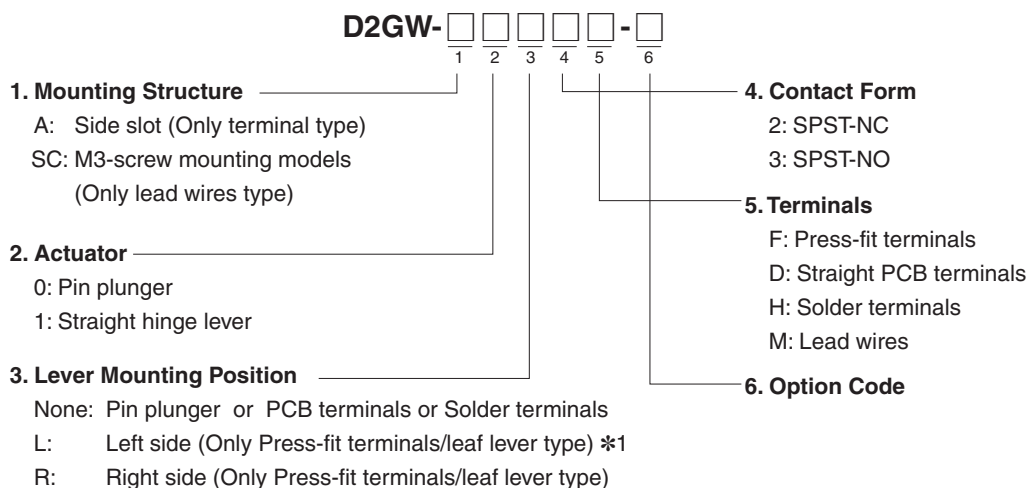 D2GW-□□□□□-□
1 2 3 4 5 6
1. Mounting Structure
A: Side slot (Only terminal type)
SC: M3-screw mounting models
(Only lead wires type)
2. Actuator
0: Pin plunger
1: Straight hinge lever
3. Lever Mounting Position
None: Pin plunger or PCB terminals or Solder terminals
L: Left side (Only Press-fit terminals/leaf lever type) ✽1
R: Right side (Only Press-fit terminals/leaf lever type)
4. Contact Form
2: SPST-NC
3: SPST-NO
5. Terminals
F: Press-fit terminals
D: Straight PCB terminals
H: Solder terminals
M: Lead wires
6. Option Code